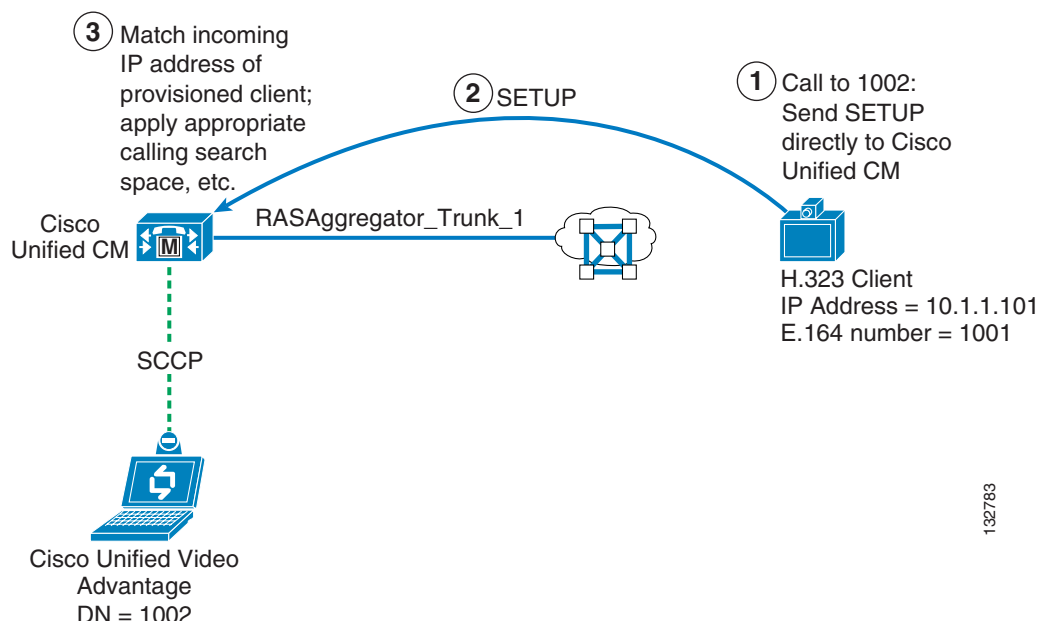 3 Match incoming
IP address of
provisioned client;
apply appropriate
calling search
space, etc.
2 SETUP
1 Call to 1002:
Send SETUP
directly to Cisco
Unified CM
Cisco
Unified CM
M
RASAggregator_Trunk_1
H.323 Client
IP Address = 10.1.1.101
E.164 number = 1001
SCCP
Cisco Unified Video
Advantage
DN = 1002
132783